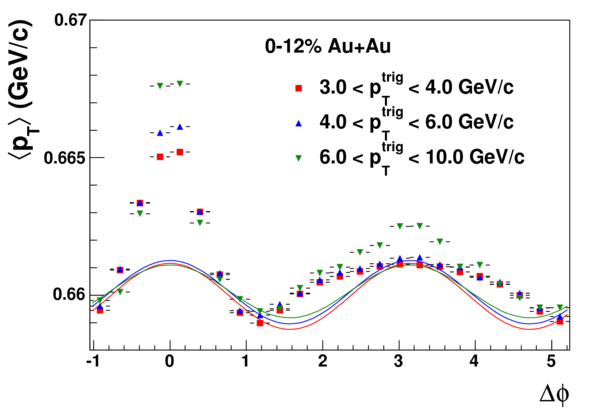 0.67
0.665
0.66
⟨p_T⟩ (GeV/c)
0-12% Au+Au
3.0 < p_T^trig < 4.0 GeV/c
4.0 < p_T^trig < 6.0 GeV/c
6.0 < p_T^trig < 10.0 GeV/c
-1 0 1 2 3 4 5
Δϕ